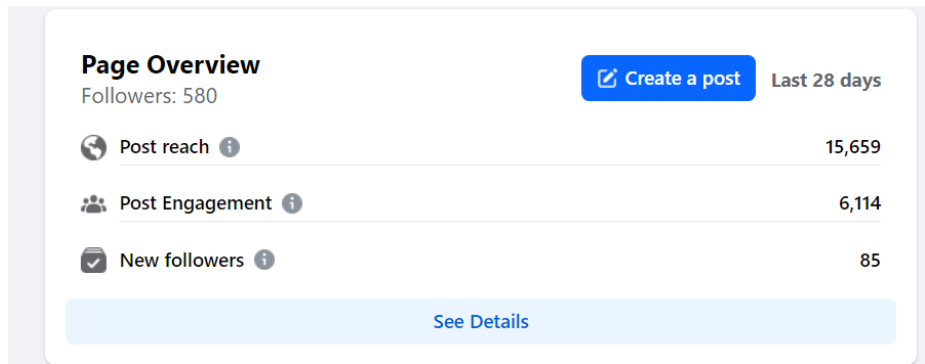 Page Overview
Followers: 580
Create a post
Last 28 days
Post reach
15,659
Post Engagement
6,114
New followers
85
See Details